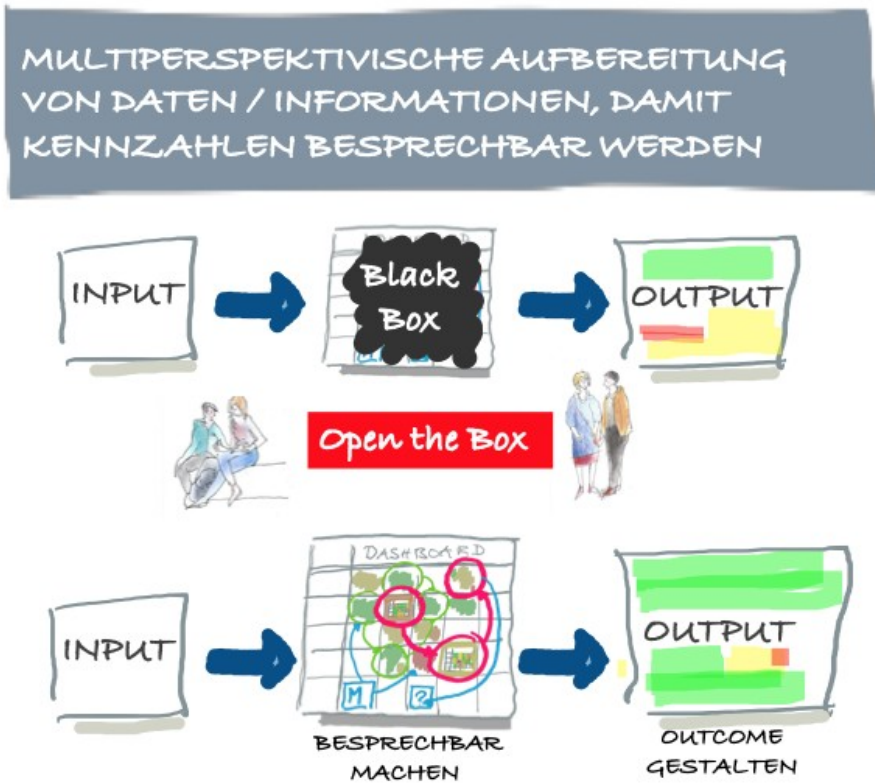 MULTIPERSPEKTIVISCHE AUFBEREITUNG
VON DATEN / INFORMATIONEN, DAMIT
KENNZAHLEN BESPRECHBAR WERDEN
INPUT
Black
Box
OUTPUT
Open the Box
DASHBOARD
INPUT
OUTPUT
M
?
BESPRECHBAR
MACHEN
OUTCOME
GESTALTEN